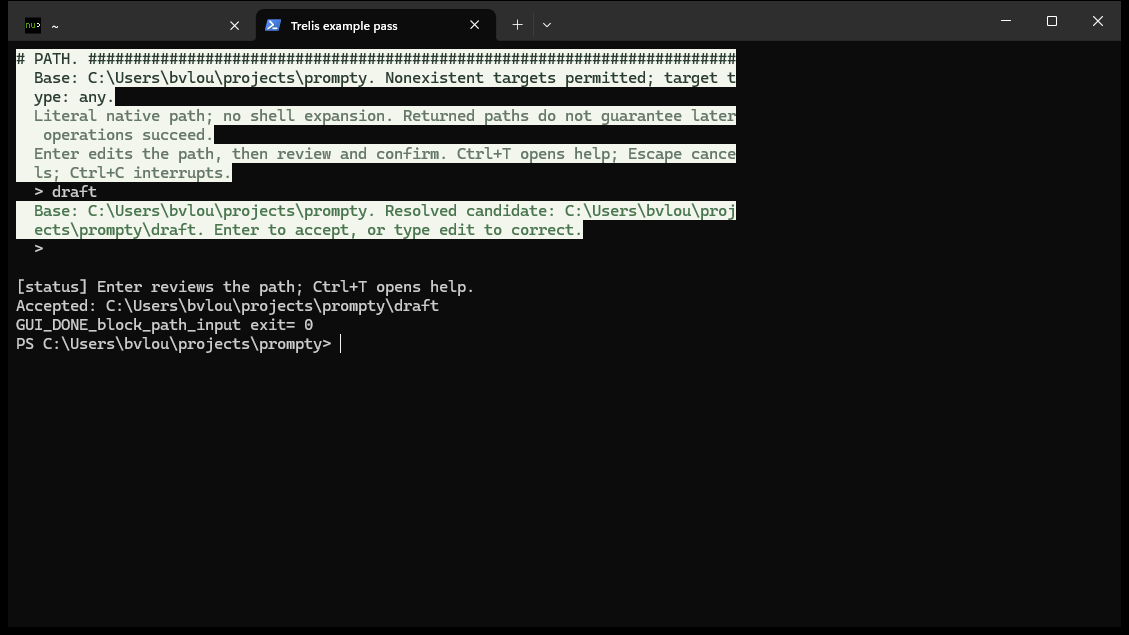 nu>
~
Trelis example pass
# PATH. ########################################################################
Base: C:\Users\bvlou\projects\prompty. Nonexistent targets permitted; target t
ype: any.
Literal native path; no shell expansion. Returned paths do not guarantee later
operations succeed.
Enter edits the path, then review and confirm. Ctrl+T opens help; Escape cance
ls; Ctrl+C interrupts.
> draft
Base: C:\Users\bvlou\projects\prompty. Resolved candidate: C:\Users\bvlou\proj
ects\prompty\draft. Enter to accept, or type edit to correct.
>
[status] Enter reviews the path; Ctrl+T opens help.
Accepted: C:\Users\bvlou\projects\prompty\draft
GUI_DONE_block_path_input exit= 0
PS C:\Users\bvlou\projects\prompty>